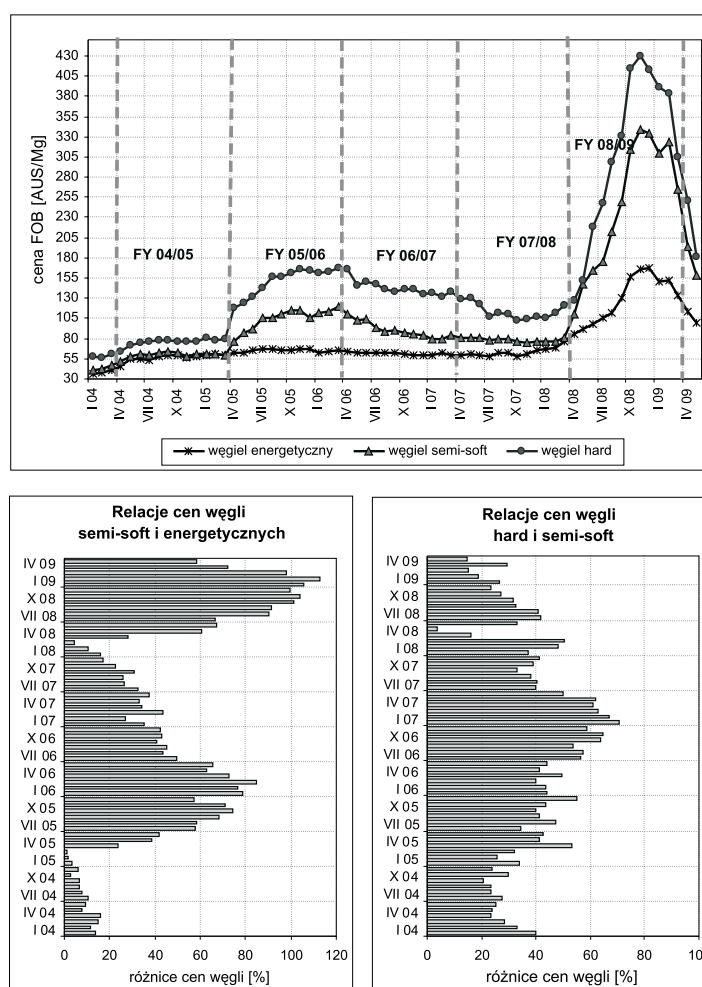 430
405
380
355
330
305
280
255
230
205
180
155
130
105
80
55
30
cena FOB [AUS/Mg]
FY 04/05
FY 05/06
FY 06/07
FY 07/08
FY 08/09
I 04
IV 04
VII 04
X 04
I 05
IV 05
VII 05
X 05
I 06
IV 06
VII 06
X 06
I 07
IV 07
VII 07
X 07
I 08
IV 08
VII 08
X 08
I 09
IV 09
węgiel energetyczny węgiel semi-soft węgiel hard
Relacje cen węgli
semi-soft i energetycznych
IV 09
I 09
X 08
VII 08
IV 08
I 08
X 07
VII 07
IV 07
I 07
X 06
VII 06
IV 06
I 06
X 05
VII 05
IV 05
I 05
X 04
VII 04
IV 04
I 04
0 20 40 60 80 100 120
różnice cen węgli [%]
Relacje cen węgli
hard i semi-soft
IV 09
I 09
X 08
VII 08
IV 08
I 08
X 07
VII 07
IV 07
I 07
X 06
VII 06
IV 06
I 06
X 05
VII 05
IV 05
I 05
X 04
VII 04
IV 04
I 04
0 20 40 60 80
różnice cen węgli [%]